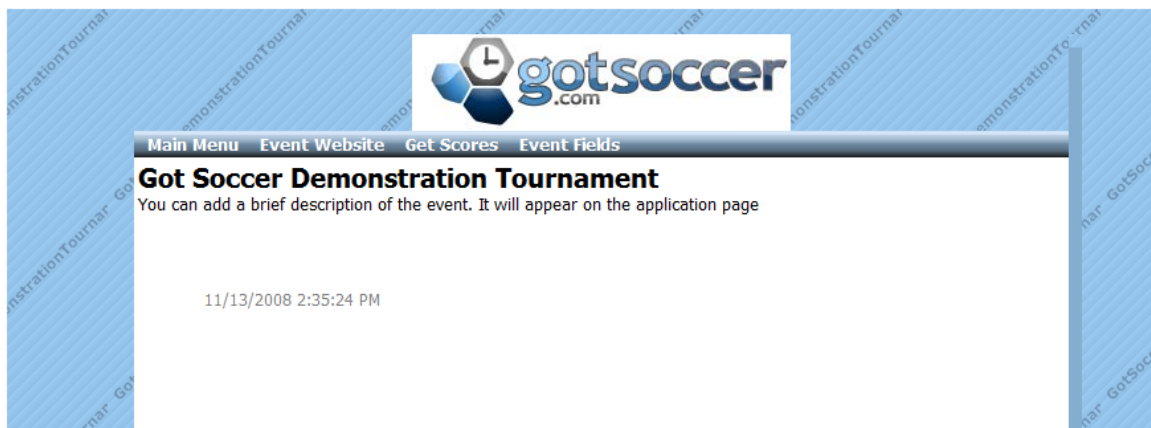 gotsoccer
.com
Main Menu Event Website Get Scores Event Fields
Got Soccer Demonstration Tournament
You can add a brief description of the event. It will appear on the application page
11/13/2008 2:35:24 PM